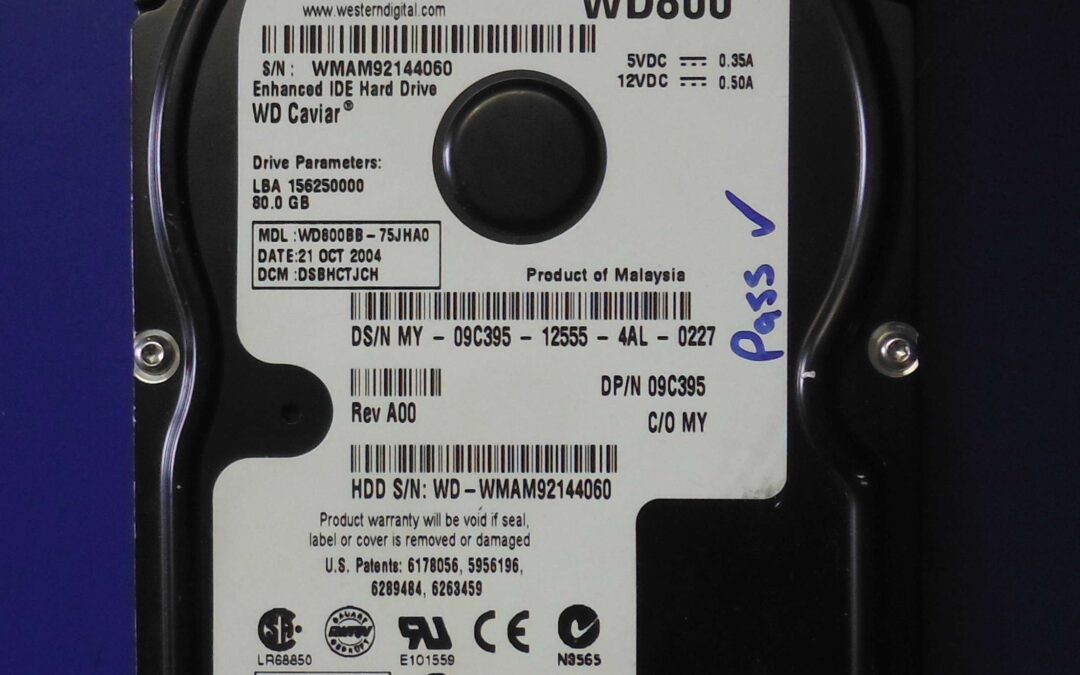 www.westerndigital.com
WD800
S/N: WMAM92144060
Enhanced IDE Hard Drive
WD Caviar®
5VDC ⎓ 0.35A
12VDC ⎓ 0.50A
Drive Parameters:
LBA 156250000
80.0 GB
MDL :WD800BB-75JHA0
DATE:21 OCT 2004
DCM :DSBHCTJCH
Product of Malaysia
DS/N MY - 09C395 - 12555 - 4AL - 0227
Pass ✓
DP/N 09C395
Rev A00
C/O MY
HDD S/N: WD-WMAM92144060
Product warranty will be void if seal,
label or cover is removed or damaged
U.S. Patents: 6178056, 5956196,
6289484, 6263459
LR68850
E101559
CE
N3565